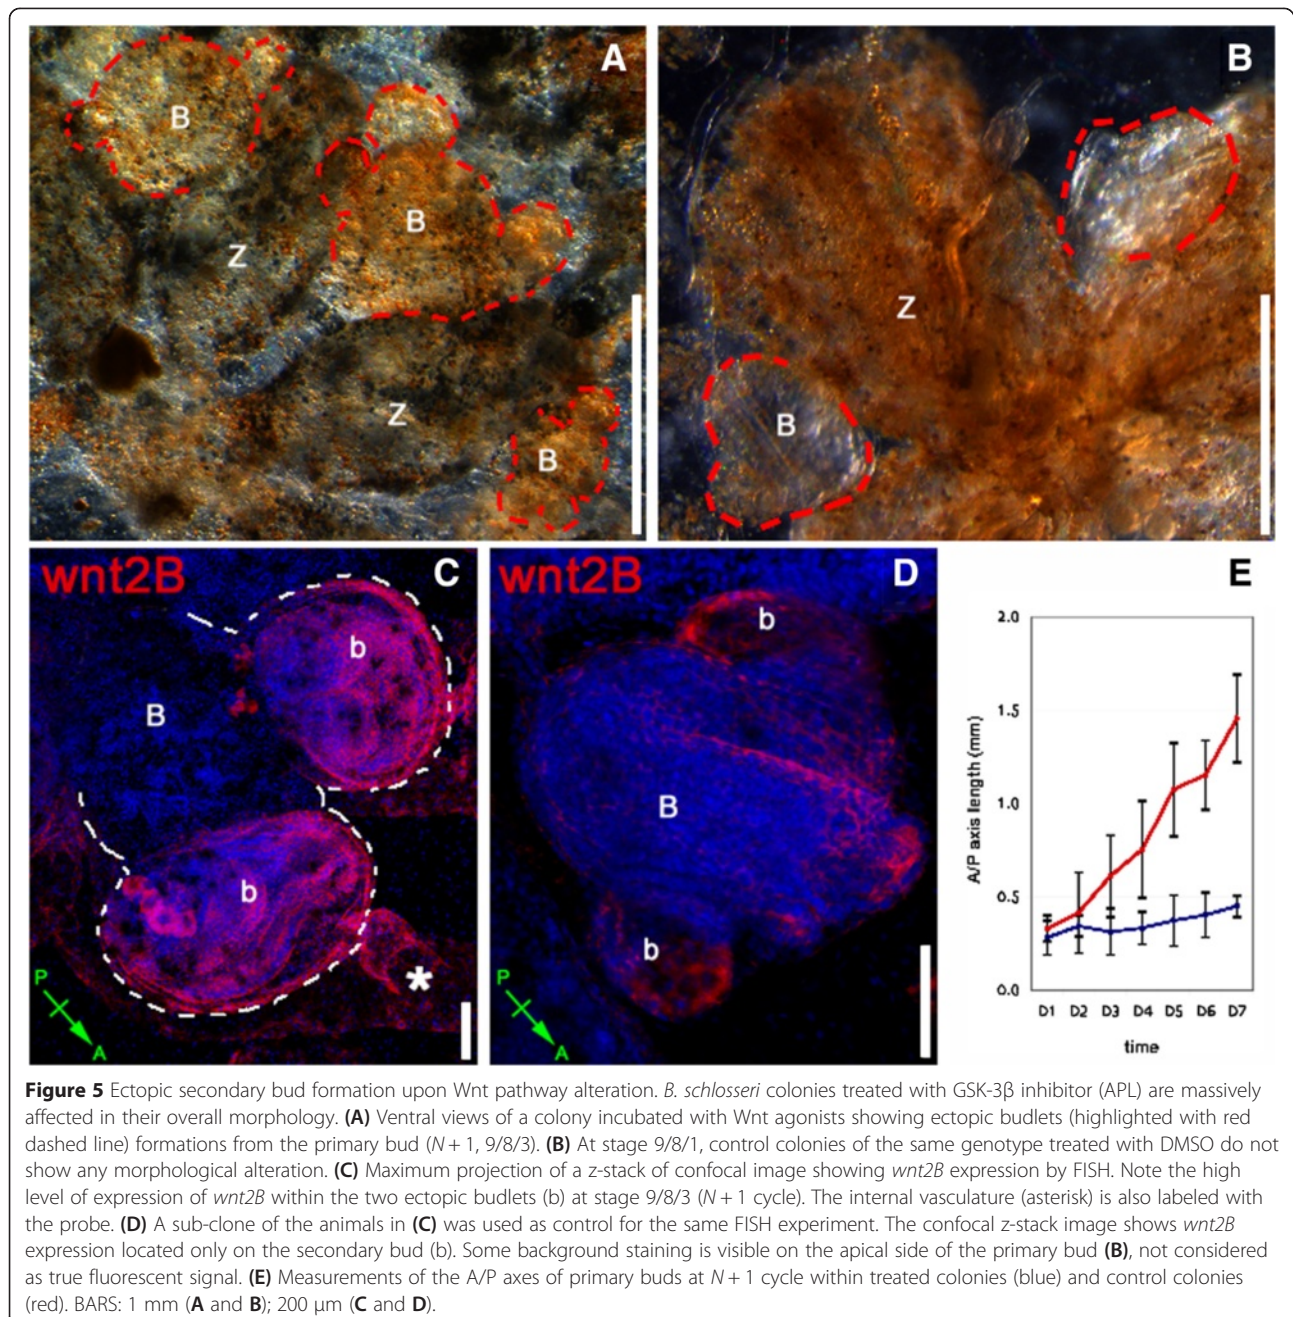 A
B
B
B
B
Z
Z
B
Z
B
wnt2B
C
b
B
b
*
P
A
wnt2B
D
b
B
b
P
A
E
2.0
1.5
1.0
0.5
0.0
A/P axis length (mm)
D1 D2 D3 D4 D5 D6 D7
time
Figure 5 Ectopic secondary bud formation upon Wnt pathway alteration. B. schlosseri colonies treated with GSK-3β inhibitor (APL) are massively
affected in their overall morphology. (A) Ventral views of a colony incubated with Wnt agonists showing ectopic budlets (highlighted with red
dashed line) formations from the primary bud (N + 1, 9/8/3). (B) At stage 9/8/1, control colonies of the same genotype treated with DMSO do not
show any morphological alteration. (C) Maximum projection of a z-stack of confocal image showing wnt2B expression by FISH. Note the high
level of expression of wnt2B within the two ectopic budlets (b) at stage 9/8/3 (N + 1 cycle). The internal vasculature (asterisk) is also labeled with
the probe. (D) A sub-clone of the animals in (C) was used as control for the same FISH experiment. The confocal z-stack image shows wnt2B
expression located only on the secondary bud (b). Some background staining is visible on the apical side of the primary bud (B), not considered
as true fluorescent signal. (E) Measurements of the A/P axes of primary buds at N + 1 cycle within treated colonies (blue) and control colonies
(red). BARS: 1 mm (A and B); 200 μm (C and D).